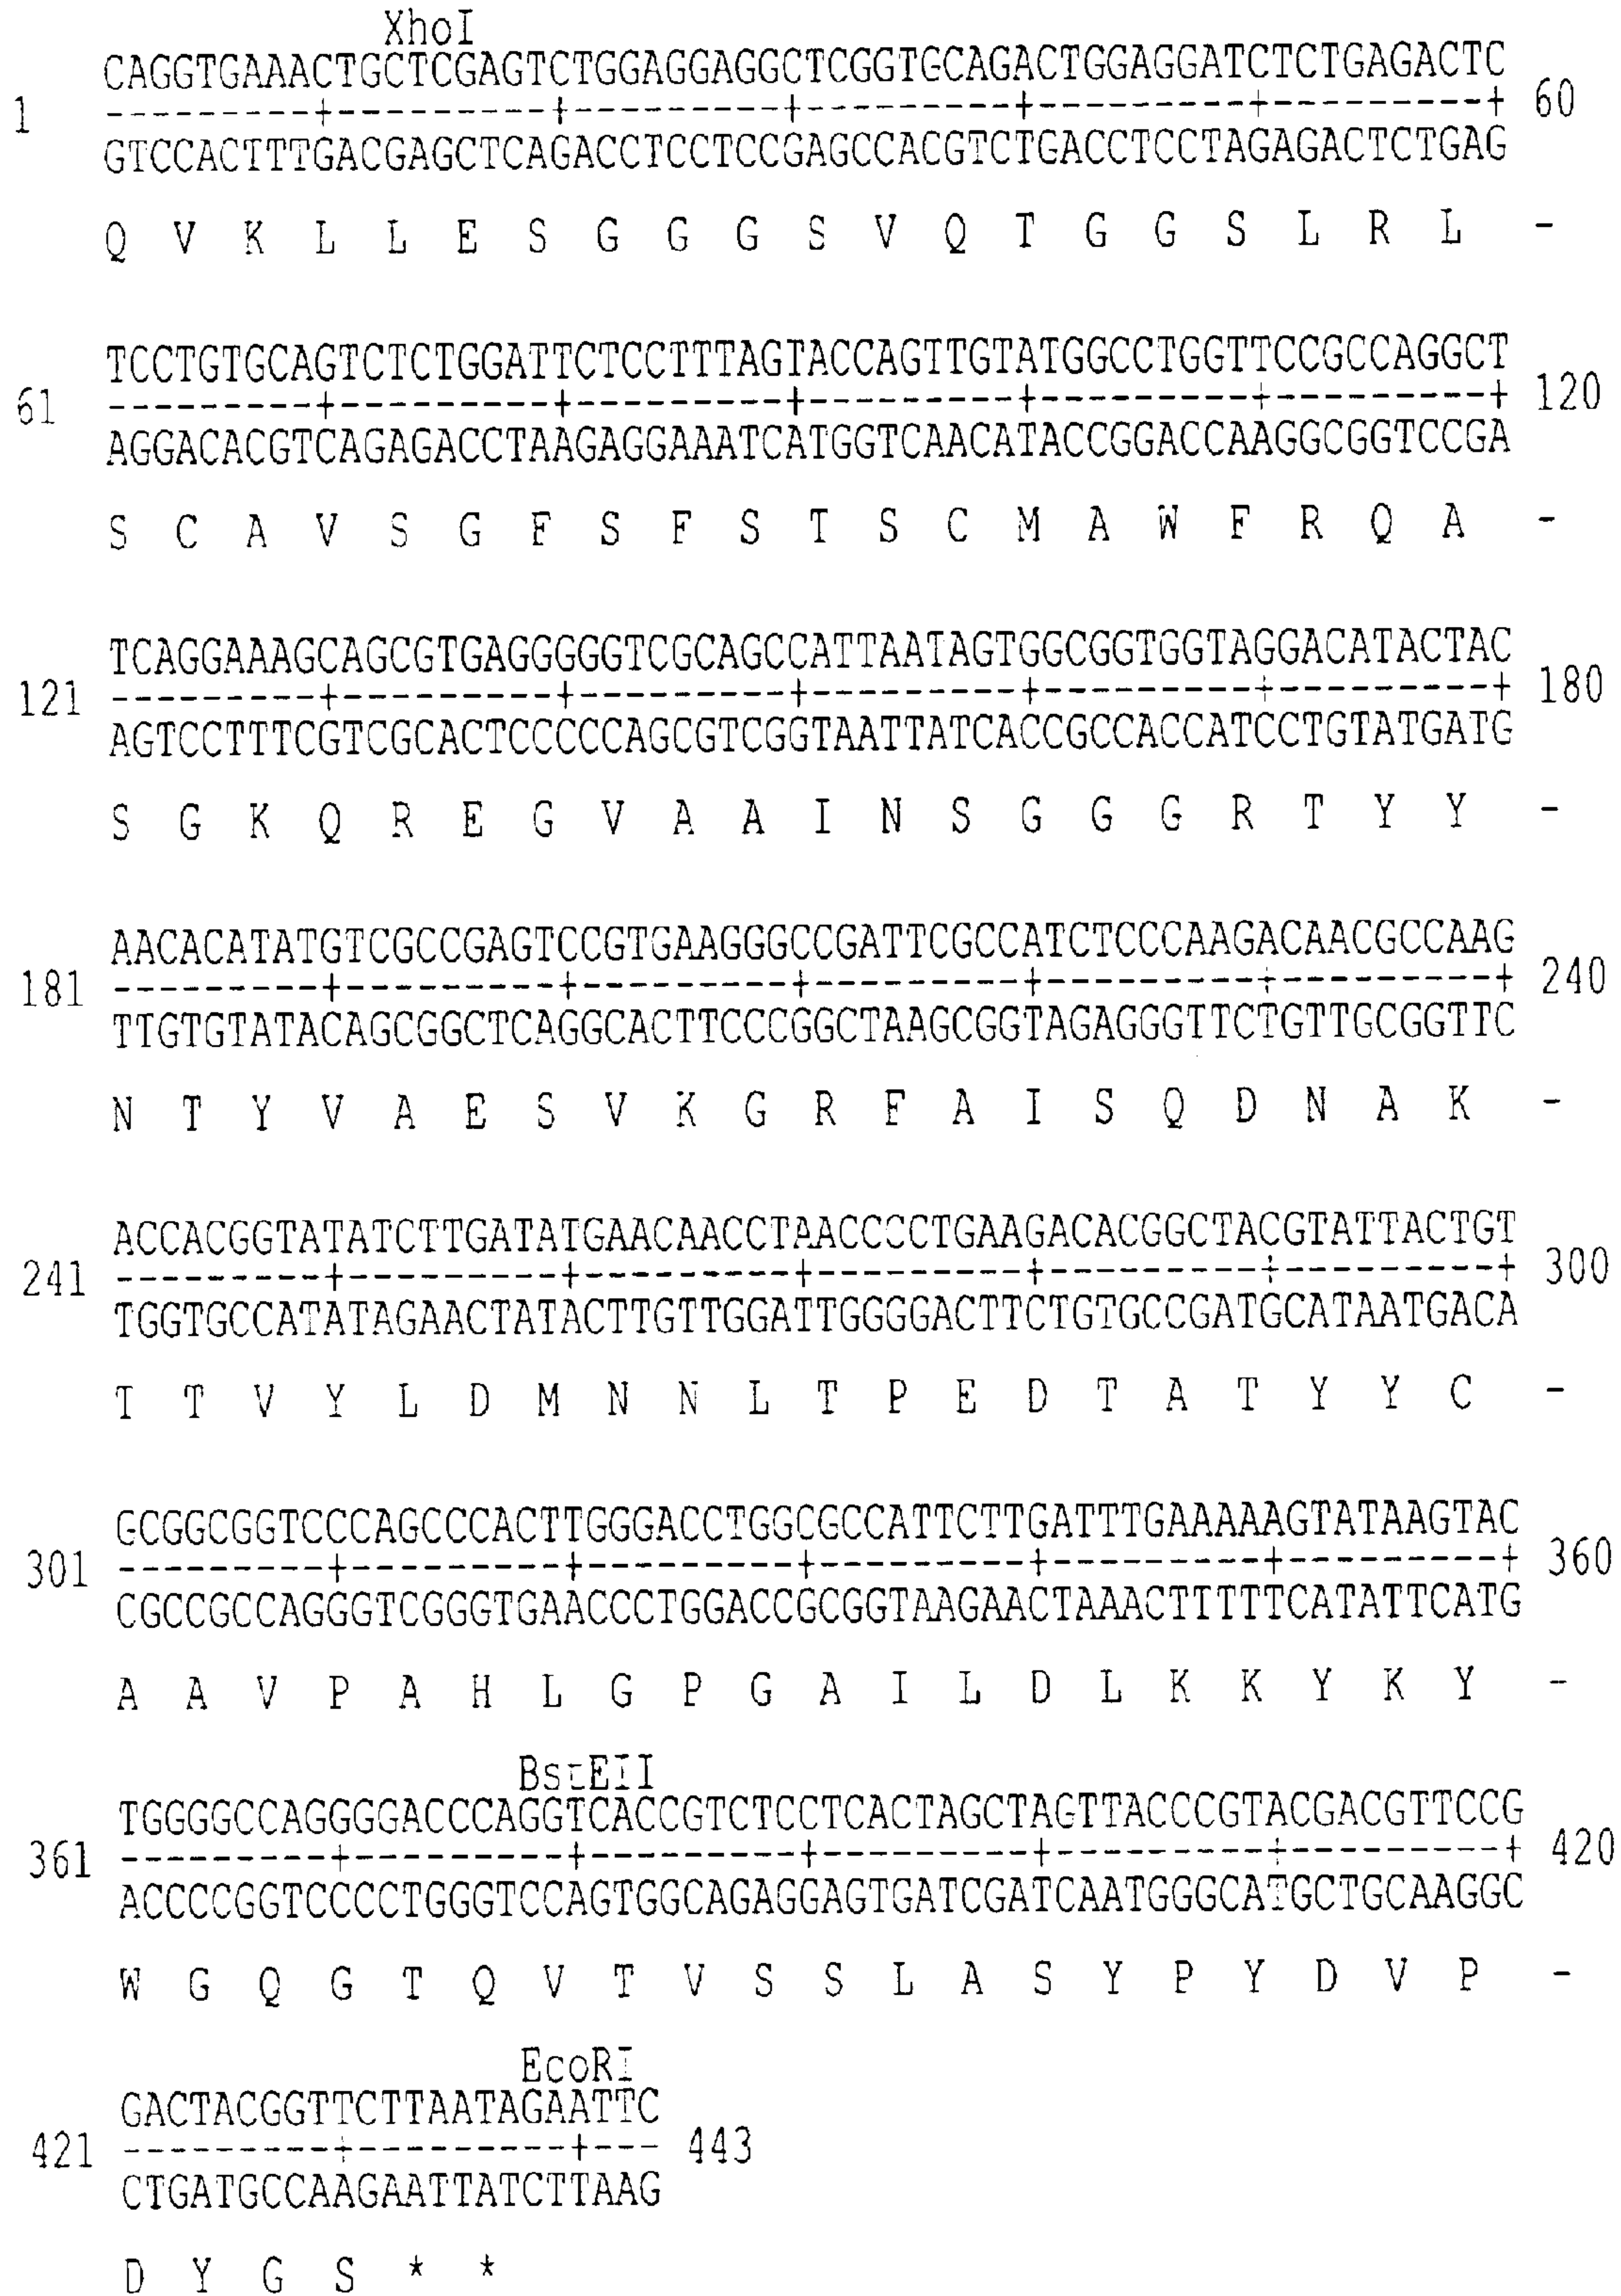 XhoI
CAGGTGAAACTGCTCGAGTCTGGAGGAGGCTCGGTGCAGACTGGAGGATCTCTGAGACTC
1 ---------+---------+---------+---------+---------+---------+ 60
GTCCACTTTGACGAGCTCAGACCTCCTCCGAGCCACGTCTGACCTCCTAGAGACTCTGAG
Q V K L L E S G G G S V Q T G G S L R L -
TCCTGTGCAGTCTCTGGATTCTCCTTTAGTACCAGTTGTATGGCCTGGTTCCGCCAGGCT
61 ---------+---------+---------+---------+---------+---------+ 120
AGGACACGTCAGAGACCTAAGAGGAAATCATGGTCAACATACCGGACCAAGGCGGTCCGA
S C A V S G F S F S T S C M A W F R Q A -
TCAGGAAAGCAGCGTGAGGGGGTCGCAGCCATTAATAGTGGCGGTGGTAGGACATACTAC
121 ---------+---------+---------+---------+---------+---------+ 180
AGTCCTTTCGTCGCACTCCCCCAGCGTCGGTAATTATCACCGCCACCATCCTGTATGATG
S G K Q R E G V A A I N S G G G R T Y Y -
AACACATATGTCGCCGAGTCCGTGAAGGGCCGATTCGCCATCTCCCAAGACAACGCCAAG
181 ---------+---------+---------+---------+---------+---------+ 240
TTGTGTATACAGCGGCTCAGGCACTTCCCGGCTAAGCGGTAGAGGGTTCTGTTGCGGTTC
N T Y V A E S V K G R F A I S Q D N A K -
ACCACGGTATATCTTGATATGAACAACCTAACCCCTGAAGACACGGCTACGTATTACTGT
241 ---------+---------+---------+---------+---------+---------+ 300
TGGTGCCATATAGAACTATACTTGTTGGATTGGGGACTTCTGTGCCGATGCATAATGACA
T T V Y L D M N N L T P E D T A T Y Y C -
GCGGCGGTCCCAGCCCACTTGGGACCTGGCGCCATTCTTGATTTGAAAAAGTATAAGTAC
301 ---------+---------+---------+---------+---------+---------+ 360
CGCCGCCAGGGTCGGGTGAACCCTGGACCGCGGTAAGAACTAAACTTTTTCATATTCATG
A A V P A H L G P G A I L D L K K Y K Y -
BstEII
TGGGGCCAGGGGACCCAGGTCACCGTCTCCTCACTAGCTAGTTACCCGTACGACGTTCCG
361 ---------+---------+---------+---------+---------+---------+ 420
ACCCCGGTCCCCTGGGTCCAGTGGCAGAGGAGTGATCGATCAATGGGCATGCTGCAAGGC
W G Q G T Q V T V S S L A S Y P Y D V P -
EcoRI
GACTACGGTTCTTAATAGAATTC
421 ---------+---------+--- 443
CTGATGCCAAGAATTATCTTAAG
D Y G S * *